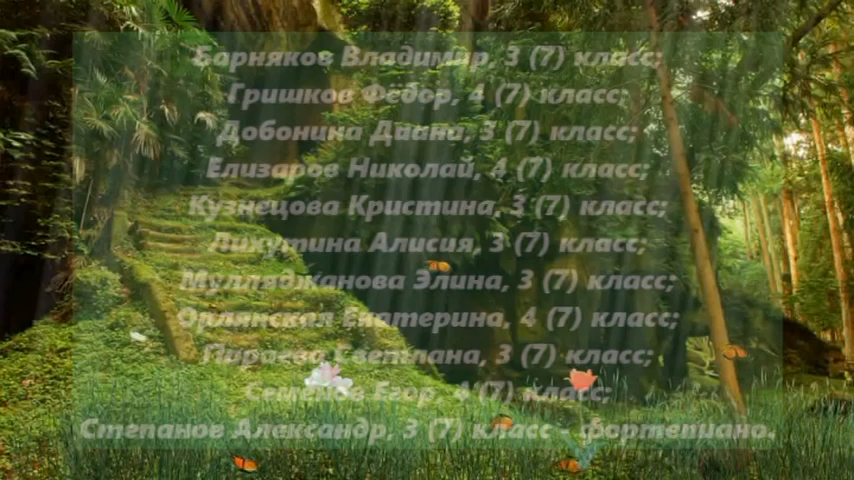 Барняков Владимир, 3 (7) класс;
Гришков Федор, 4 (7) класс;
Добонина Диана, 3 (7) класс;
Елизаров Николай, 4 (7) класс;
Кузнецова Кристина, 3 (7) класс;
Лихутина Алисия, 3 (7) класс;
Мулляджанова Элина, 3 (7) класс;
Орлянская Екатерина, 4 (7) класс;
Светлана, 3 (7) класс;
Семенов Егор, 4 (7) класс;
Степанов Александр, 3 (7) класс - фортепиано.